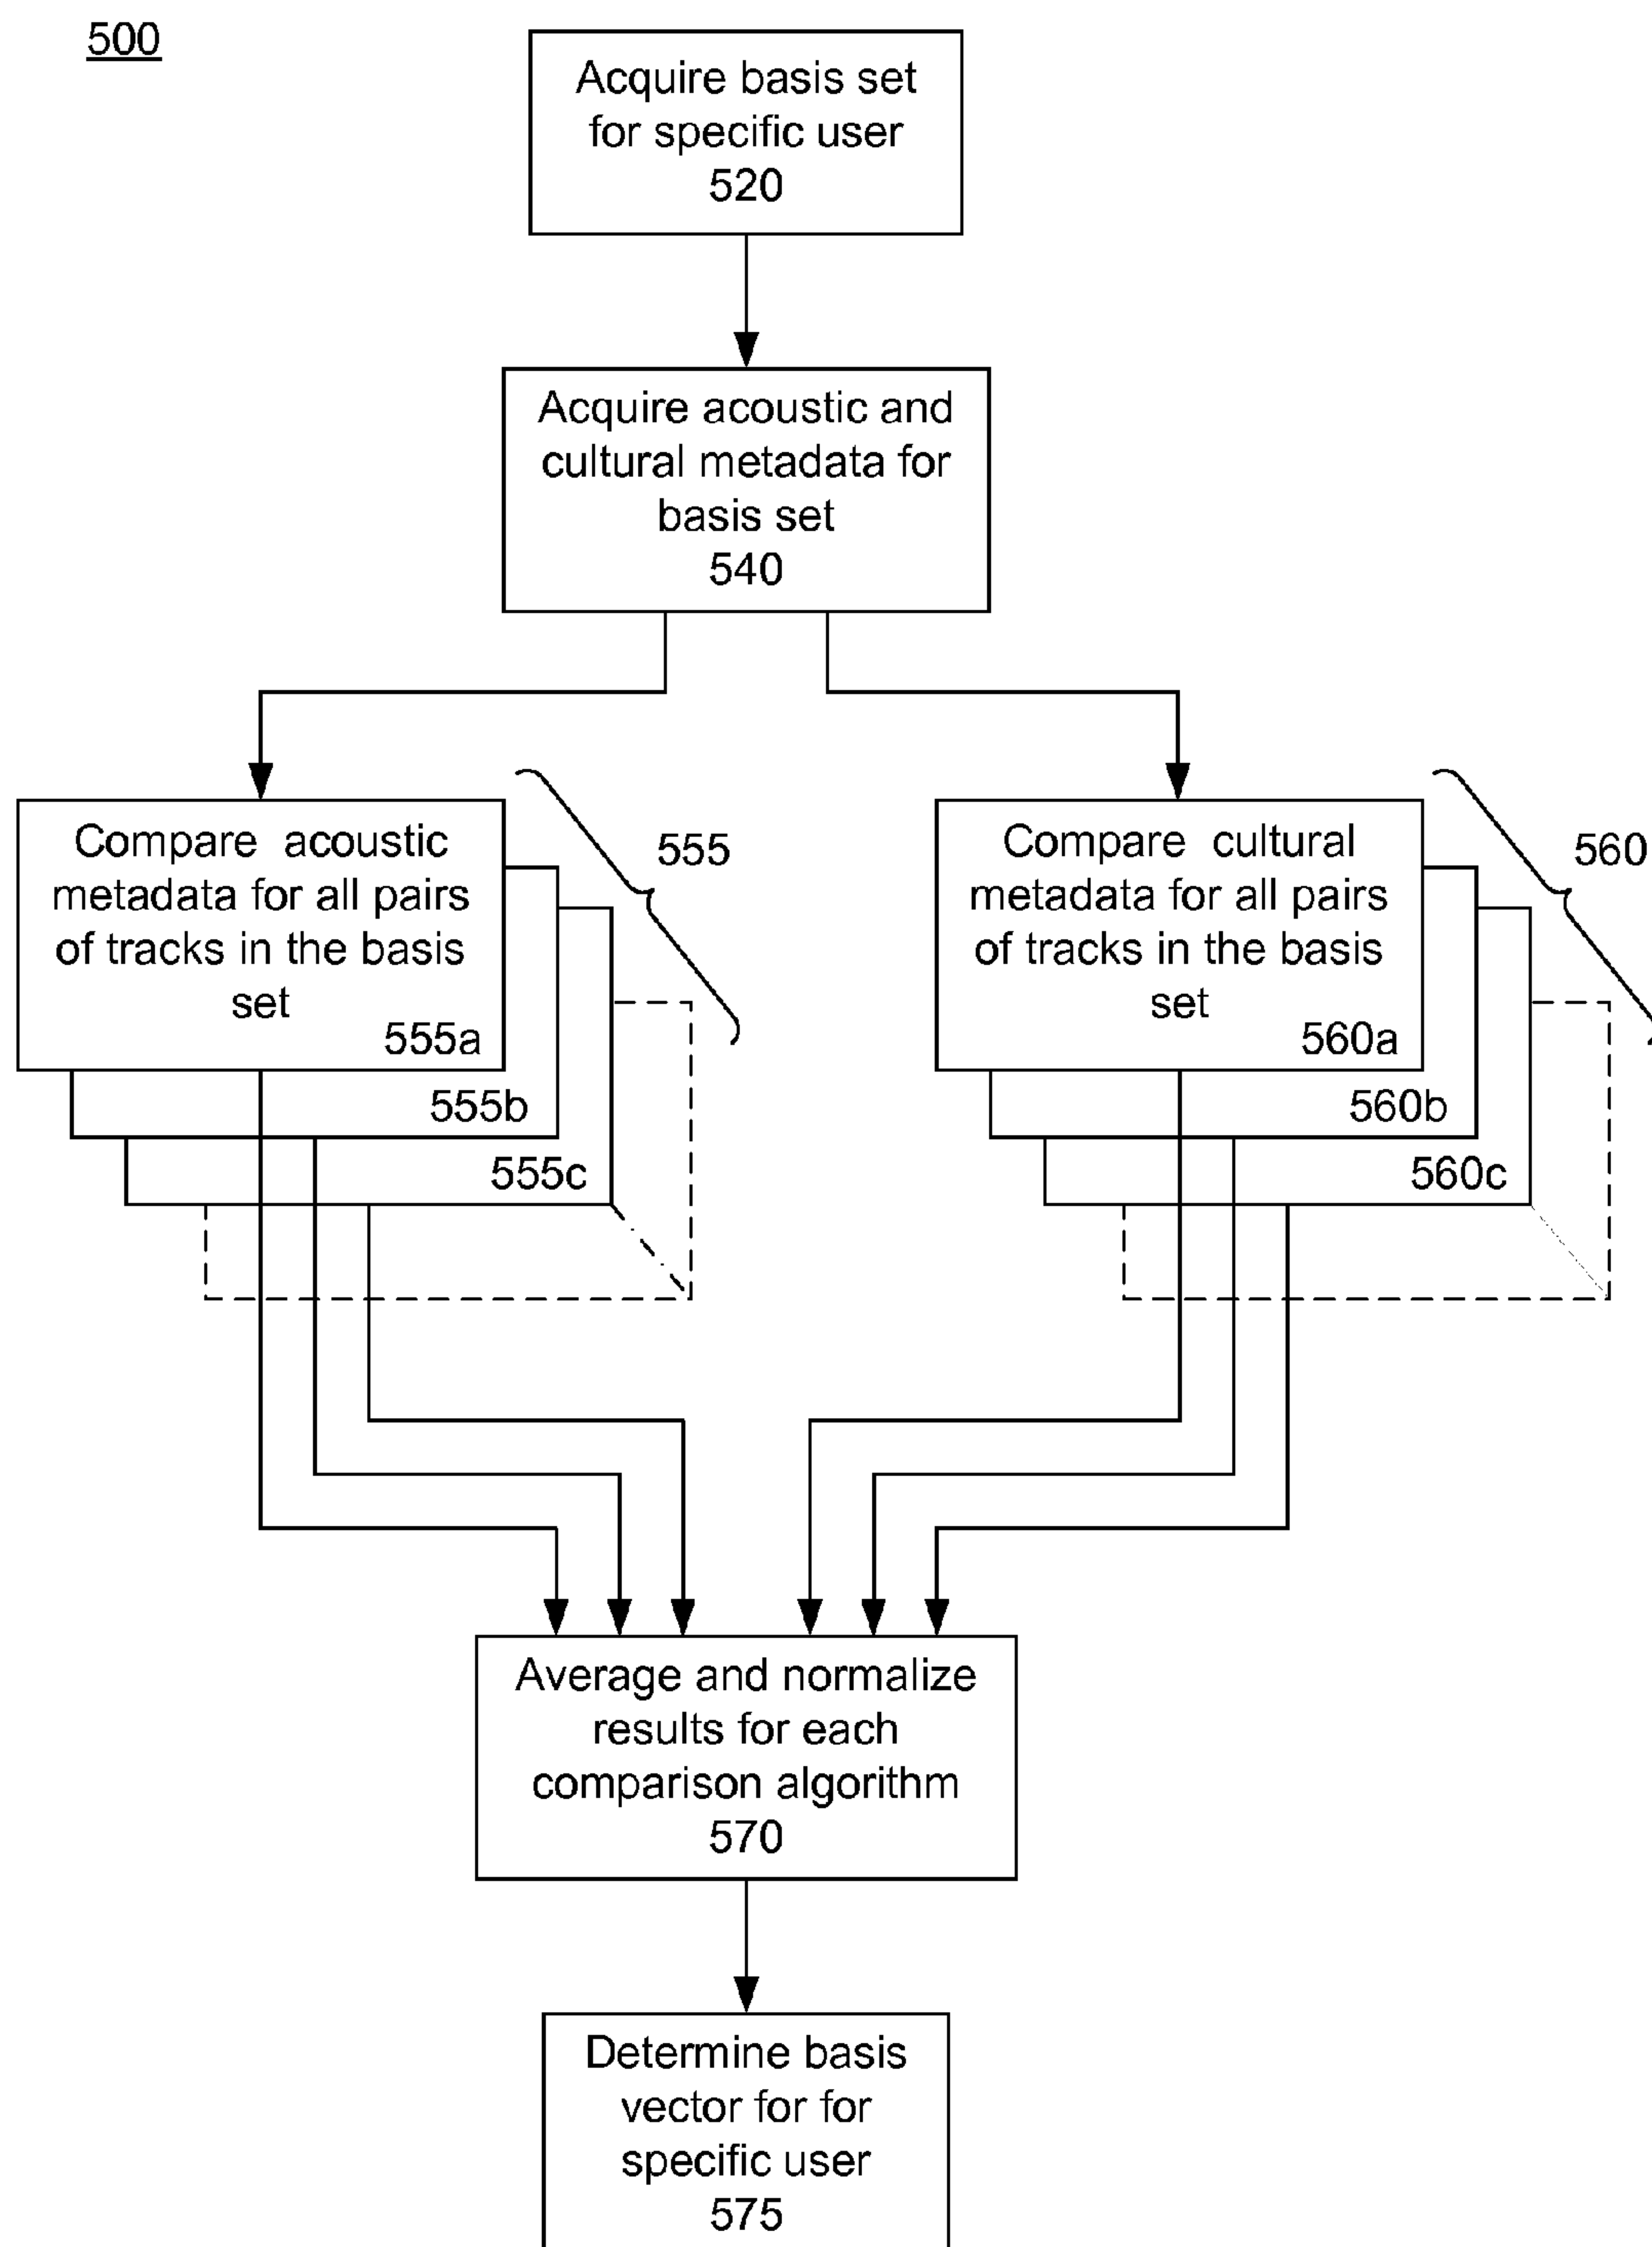 500
Acquire basis set
for specific user
520
Acquire acoustic and
cultural metadata for
basis set
540
Compare acoustic
metadata for all pairs
of tracks in the basis
set
555a
555b
555c
555
Compare cultural
metadata for all pairs
of tracks in the basis
set
560a
560b
560c
560
Average and normalize
results for each
comparison algorithm
570
Determine basis
vector for for
specific user
575